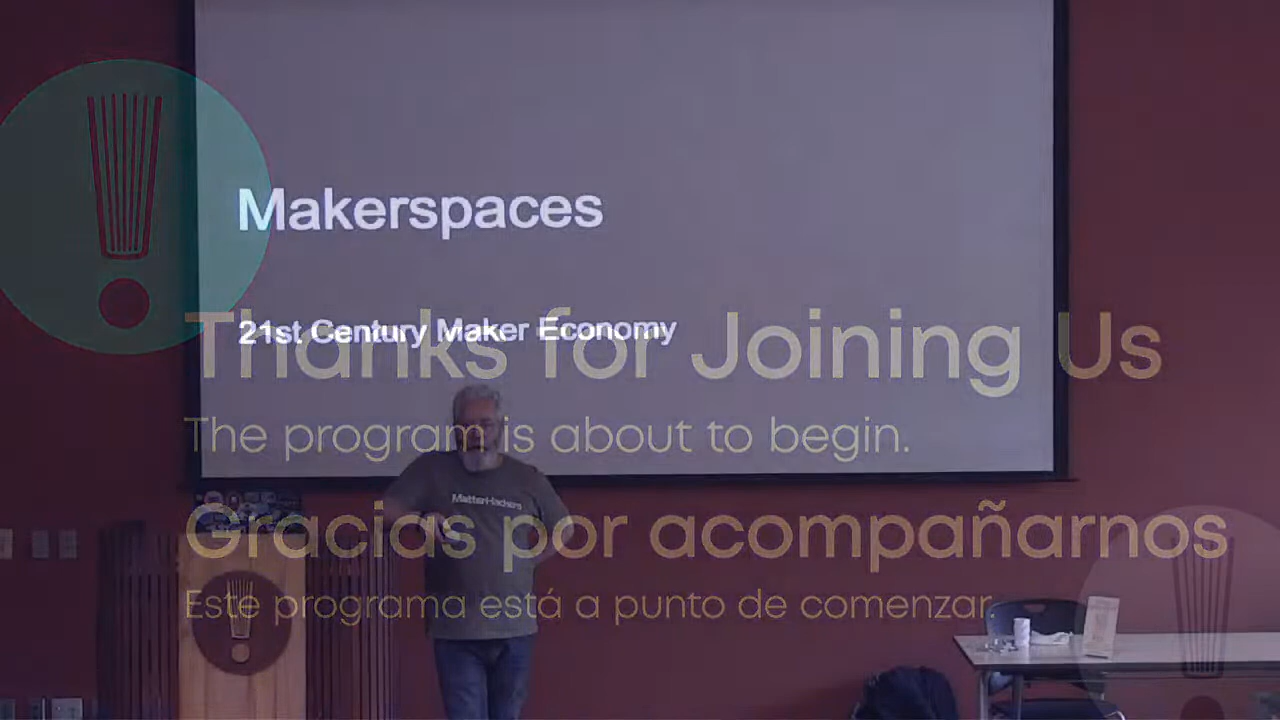 Makerspaces
21st Century Maker Economy
Thanks for Joining Us
The program is about to begin.
MatterHackers
Gracias por acompañarnos
Este programa está a punto de comenzar.